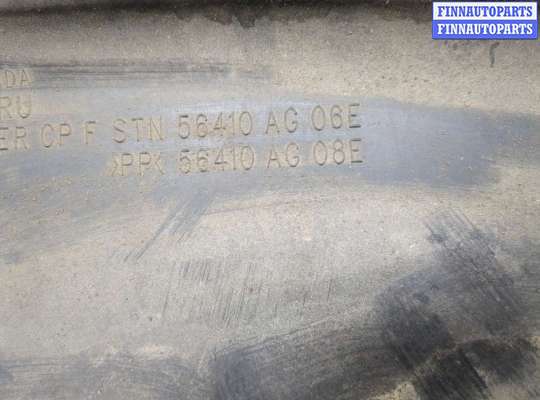 FINNAUTOPARTS
FINNAUTOPARTS
DA
RU
ER CP F STN 56410 AG 06E
>PP< 56410 AG 08E